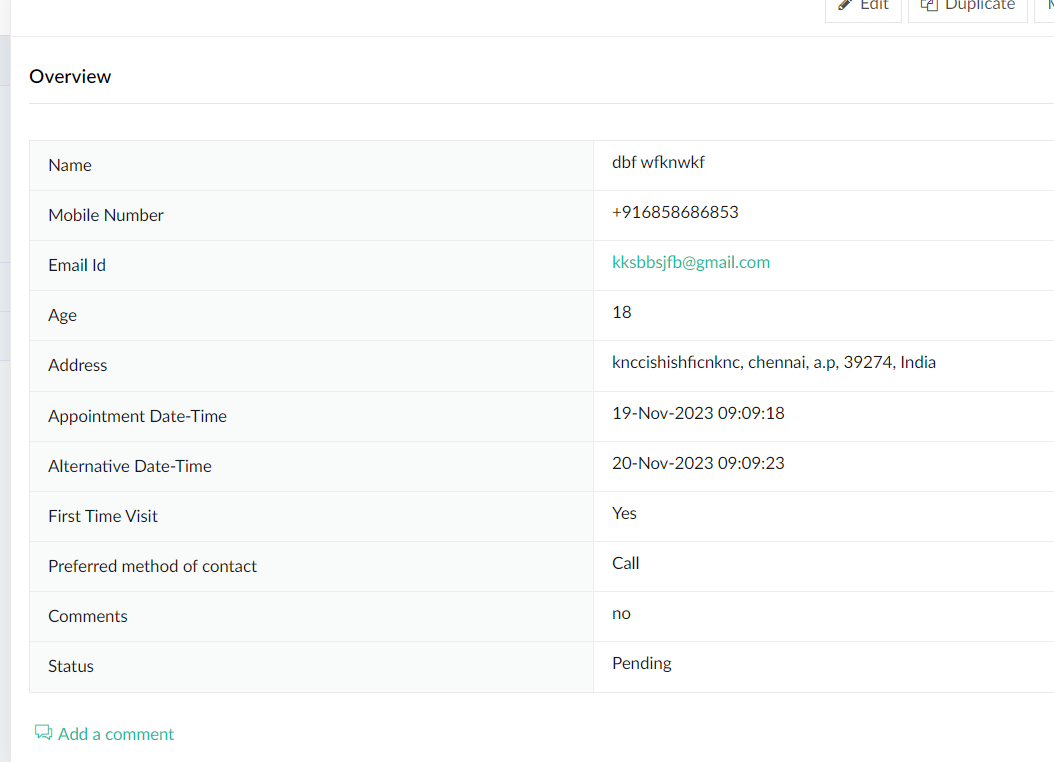 Edit Duplicate
Overview
Name dbf wfknwkf
Mobile Number +916858686853
Email Id kksbbsjfb@gmail.com
Age 18
Address knccishishficnknc, chennai, a.p, 39274, India
Appointment Date-Time 19-Nov-2023 09:09:18
Alternative Date-Time 20-Nov-2023 09:09:23
First Time Visit Yes
Preferred method of contact Call
Comments no
Status Pending
Add a comment